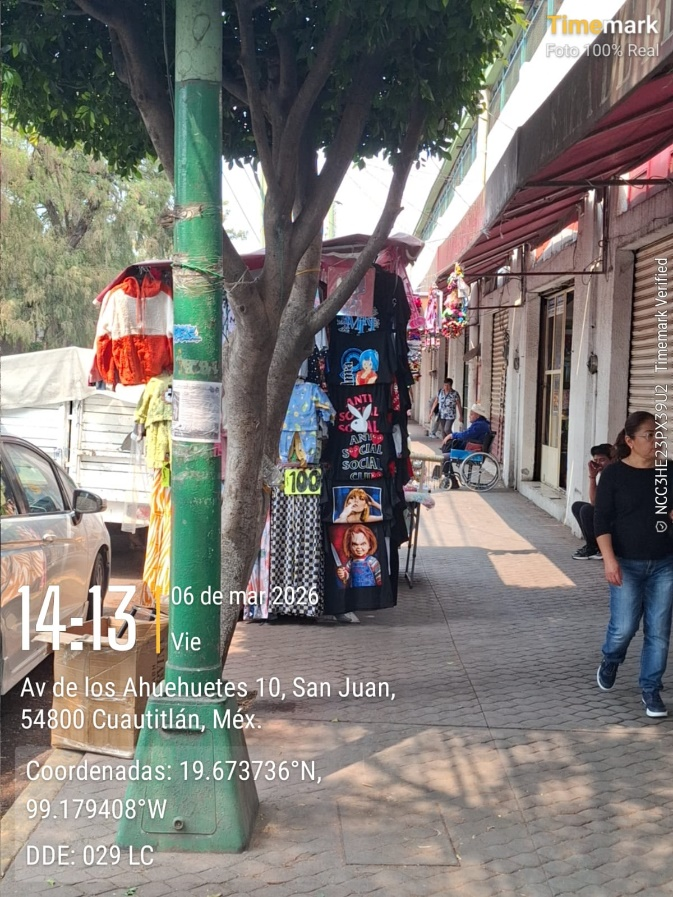 Timemark
Foto 100% Real
ANTI
SOCIAL
SOCIAL
ANTI
SOCIAL
SOCIAL
CLUB
100
NCC3HE23PX39U2 Timemark Verified
14:13
06 de mar 2026
Vie
Av de los Ahuehuetes 10, San Juan,
54800 Cuautitlán, Méx.
Coordenadas: 19.673736°N,
99.179408°W
DDE: 029 LC